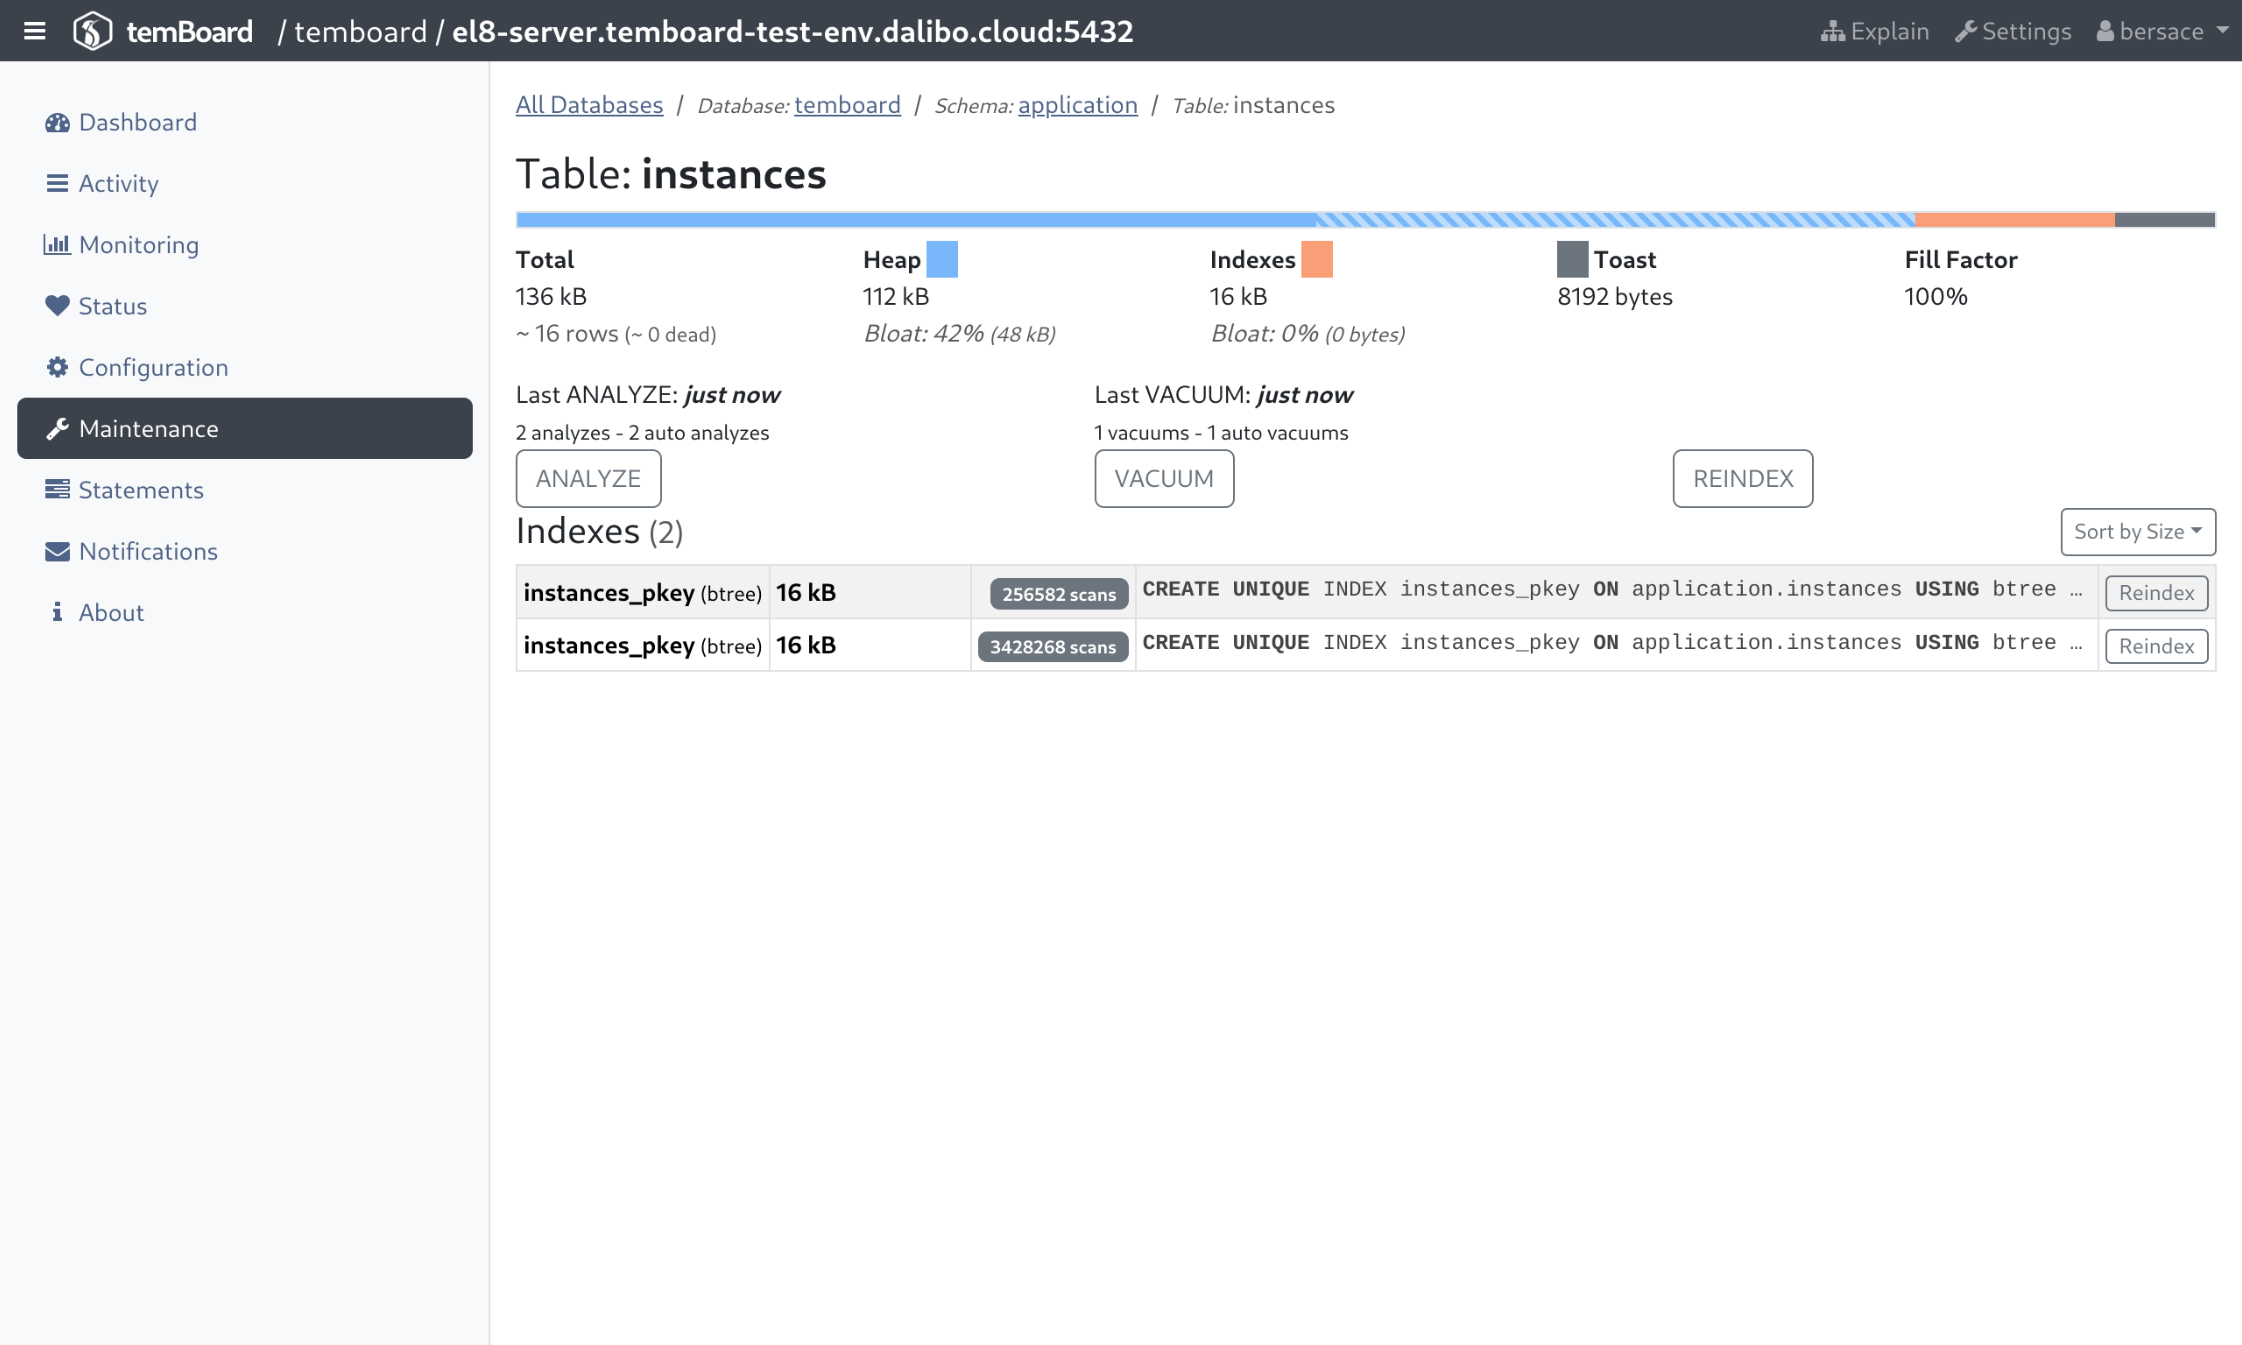 temBoard / temboard / el8-server.temboard-test-env.dalibo.cloud:5432 Explain Settings bersace
Dashboard
Activity
Monitoring
Status
Configuration
Maintenance
Statements
Notifications
About
All Databases / Database: temboard / Schema: application / Table: instances
Table: instances
Total Heap Indexes Toast Fill Factor
136 kB 112 kB 16 kB 8192 bytes 100%
~ 16 rows (~ 0 dead) Bloat: 42% (48 kB) Bloat: 0% (0 bytes)
Last ANALYZE: just now Last VACUUM: just now
2 analyzes - 2 auto analyzes 1 vacuums - 1 auto vacuums
ANALYZE VACUUM REINDEX
Indexes (2) Sort by Size
instances_pkey (btree) 16 kB 256582 scans CREATE UNIQUE INDEX instances_pkey ON application.instances USING btree … Reindex
instances_pkey (btree) 16 kB 3428268 scans CREATE UNIQUE INDEX instances_pkey ON application.instances USING btree … Reindex